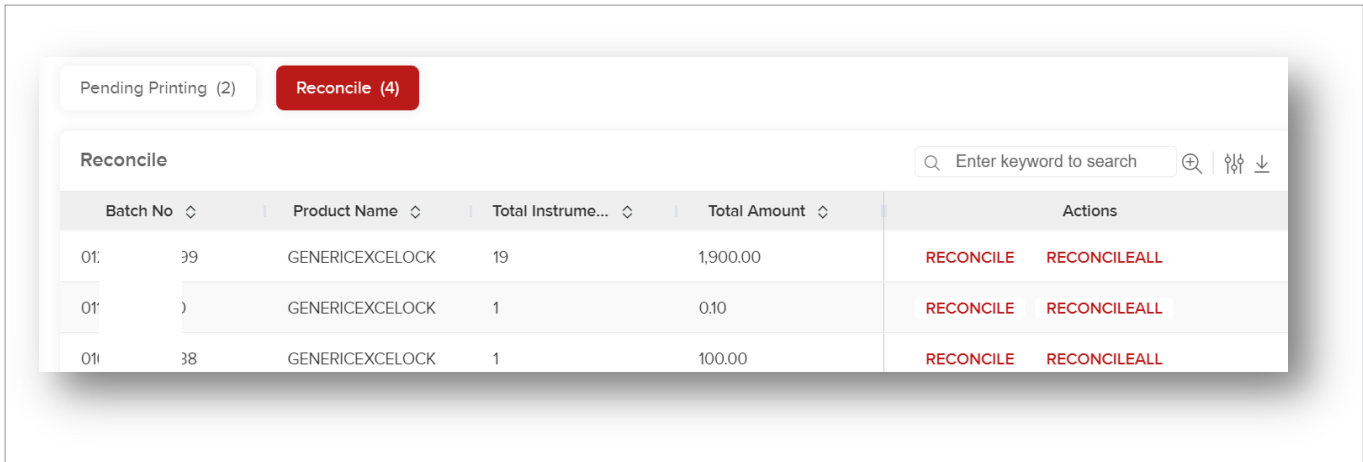 Pending Printing (2) Reconcile (4)
Reconcile Enter keyword to search
Batch No Product Name Total Instrume... Total Amount Actions
99 GENERICEXCELOCK 19 1,900.00 RECONCILE RECONCILEALL
GENERICEXCELOCK 1 0.10 RECONCILE RECONCILEALL
GENERICEXCELOCK 1 100.00 RECONCILE RECONCILEALL